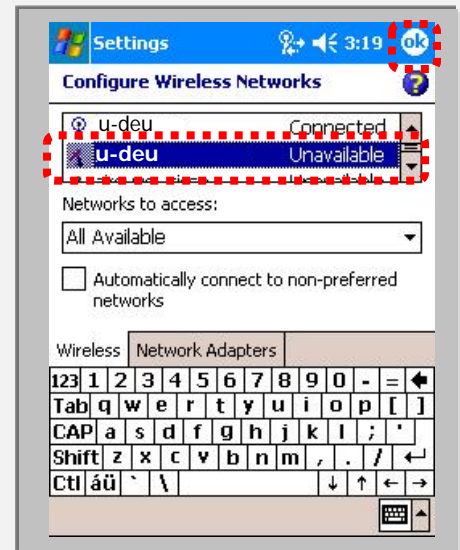 Settings 3:19 ok
Configure Wireless Networks ?
u-deu Connected
u-deu Unavailable
Networks to access:
All Available
Automatically connect to non-preferred
networks
Wireless Network Adapters
123 1 2 3 4 5 6 7 8 9 0 - =
Tab q w e r t y u i o p [ ]
CAP a s d f g h j k l ; '
Shift z x c v b n m , . / ↵
Ctl áü ` \ ↓ ↑ ← →